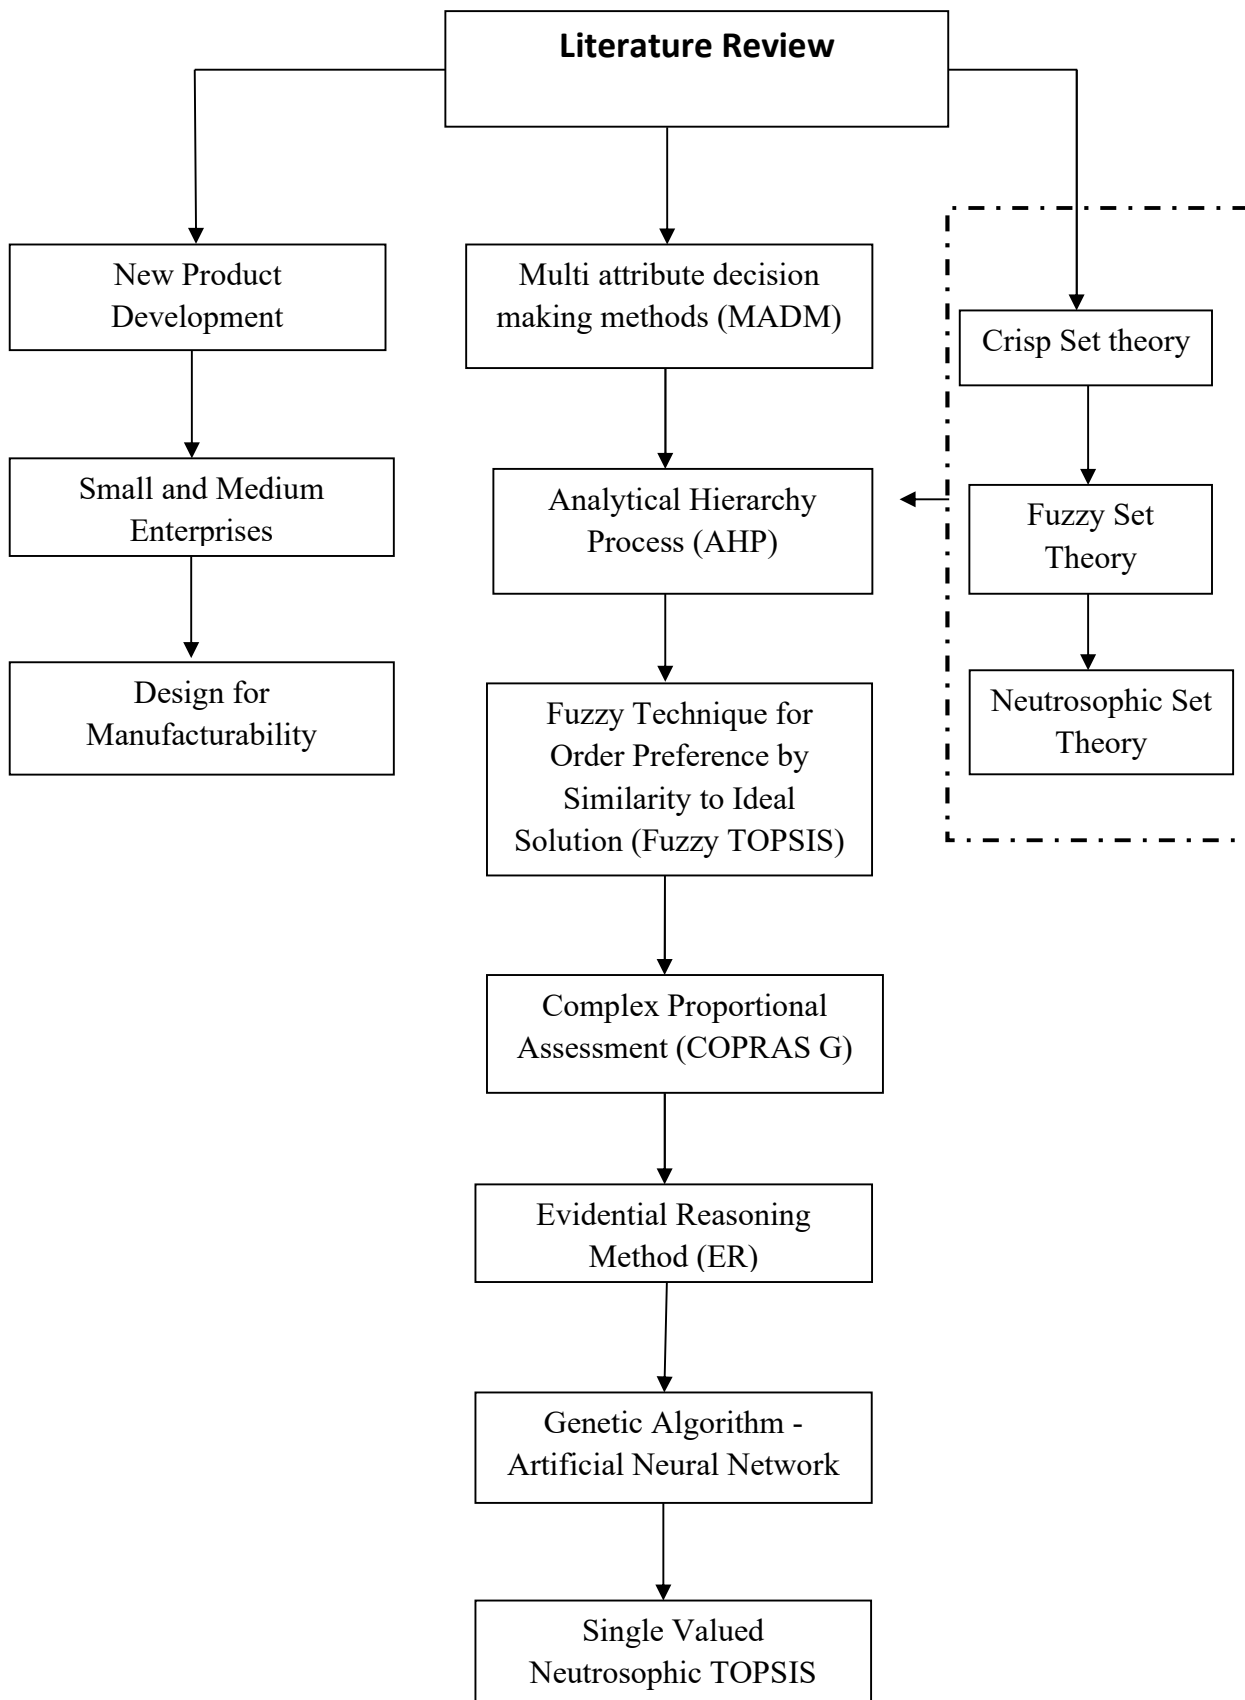 Literature Review
New Product
Development
Small and Medium
Enterprises
Design for
Manufacturability
Multi attribute decision
making methods (MADM)
Analytical Hierarchy
Process (AHP)
Fuzzy Technique for
Order Preference by
Similarity to Ideal
Solution (Fuzzy TOPSIS)
Complex Proportional
Assessment (COPRAS G)
Evidential Reasoning
Method (ER)
Genetic Algorithm -
Artificial Neural Network
Single Valued
Neutrosophic TOPSIS
Crisp Set theory
Fuzzy Set
Theory
Neutrosophic Set
Theory